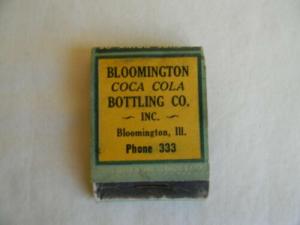 BLOOMINGTON
COCA COLA
BOTTLING CO.
~ INC. ~
Bloomington, Ill.
Phone 333